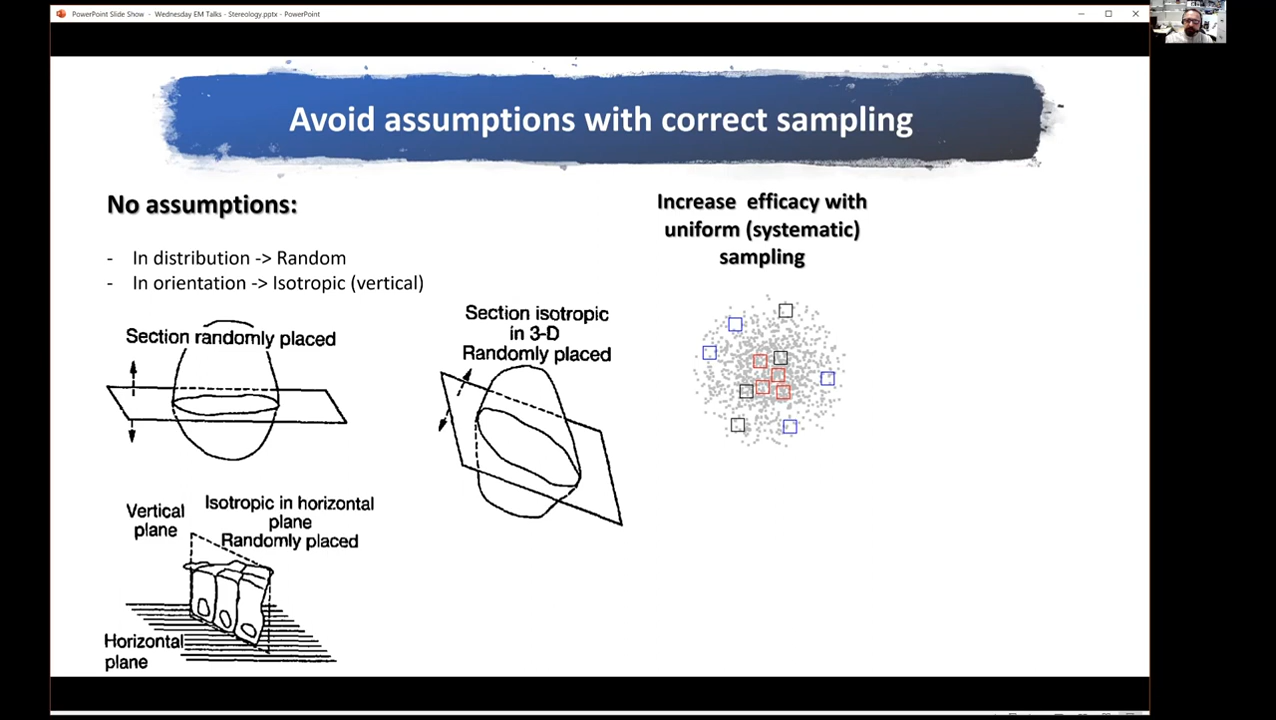 PowerPoint Slide Show - Wednesday EM Talks - Stereology.pptx - PowerPoint
Avoid assumptions with correct sampling
No assumptions:
- In distribution -> Random
- In orientation -> Isotropic (vertical)
Section randomly placed
Section isotropic
in 3-D
Randomly placed
Vertical
plane
Isotropic in horizontal
plane
Randomly placed
Horizontal
plane
Increase efficacy with
uniform (systematic)
sampling